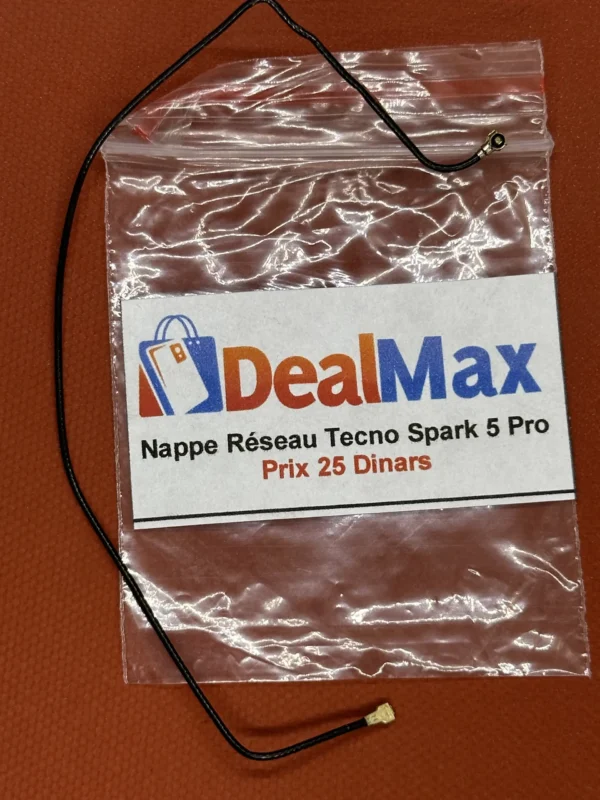 DealMax
Nappe Réseau Tecno Spark 5 Pro
Prix 25 Dinars